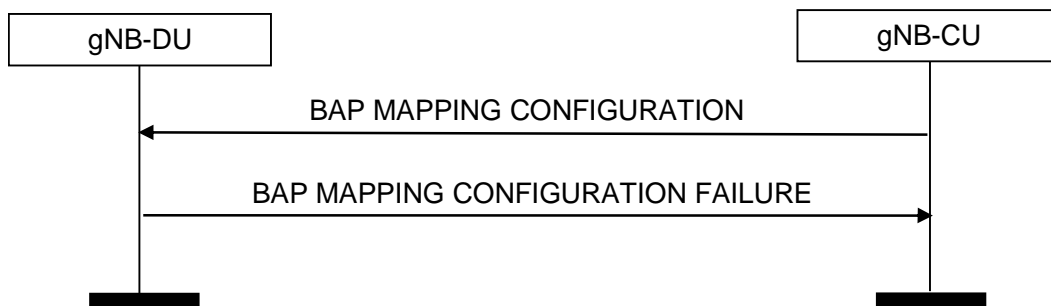 gNB-DU
gNB-CU
BAP MAPPING CONFIGURATION
BAP MAPPING CONFIGURATION FAILURE